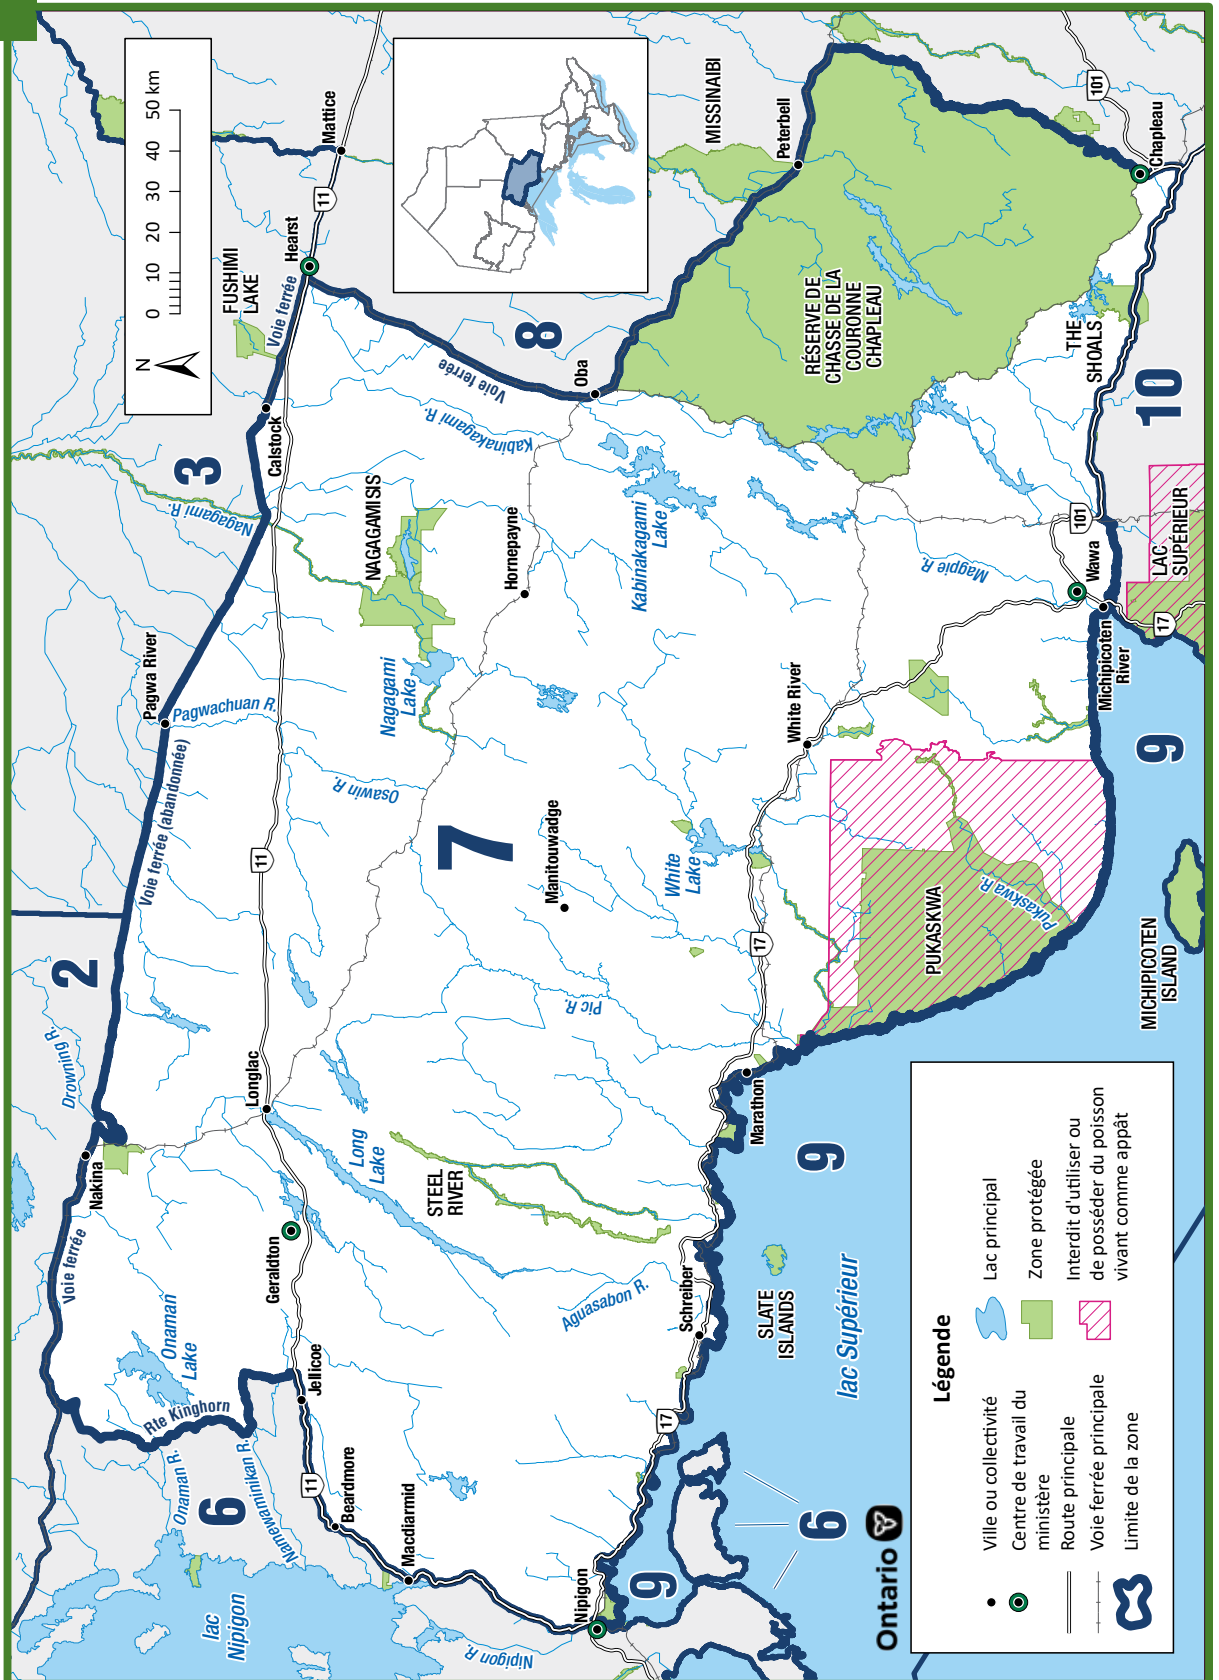 lac
Nipigon
Nipigon R.
Onaman R.
Namewaminikan R.
6
Rte Kinghorn
Onaman
Lake
Voie ferrée
Nakina
Drowning R.
2
Voie ferrée (abandonnée)
Pagwa River
Pagwachuan R.
3
Nagagami R.
Calstock
Voie ferrée
FUSHIMI
LAKE
Hearst
11
Mattice
N
0 10 20 30 40 50 km
Nipigon
Macdiarmid
Beardmore
11
Jellicoe
Geraldton
Longlac
11
Long
Lake
STEEL
RIVER
Aguasabon R.
Pic R.
7
Osawin R.
Manitouwadge
Nagagami
Lake
NAGAGAMISIS
Hornepayne
Kabinakagami R.
Voie ferrée
8
Oba
Kabinakagami
Lake
MISSINAIBI
Peterbell
RÉSERVE DE
CHASSE DE LA
COURONNE
CHAPLEAU
9
17
Schreiber
SLATE
ISLANDS
Marathon
17
White
Lake
White River
PUKASKWA
Pukaskwa R.
Magpie R.
Wawa
101
Michipicoten
River
17
LAC
SUPÉRIEUR
THE
SHOALS
10
101
Chapleau
6
9
lac Supérieur
9
MICHIPICOTEN
ISLAND
Ontario
Légende
Ville ou collectivité
Centre de travail du
ministère
Route principale
Voie ferrée principale
Limite de la zone
Lac principal
Zone protégée
Interdit d'utiliser ou
de posséder du poisson
vivant comme appât